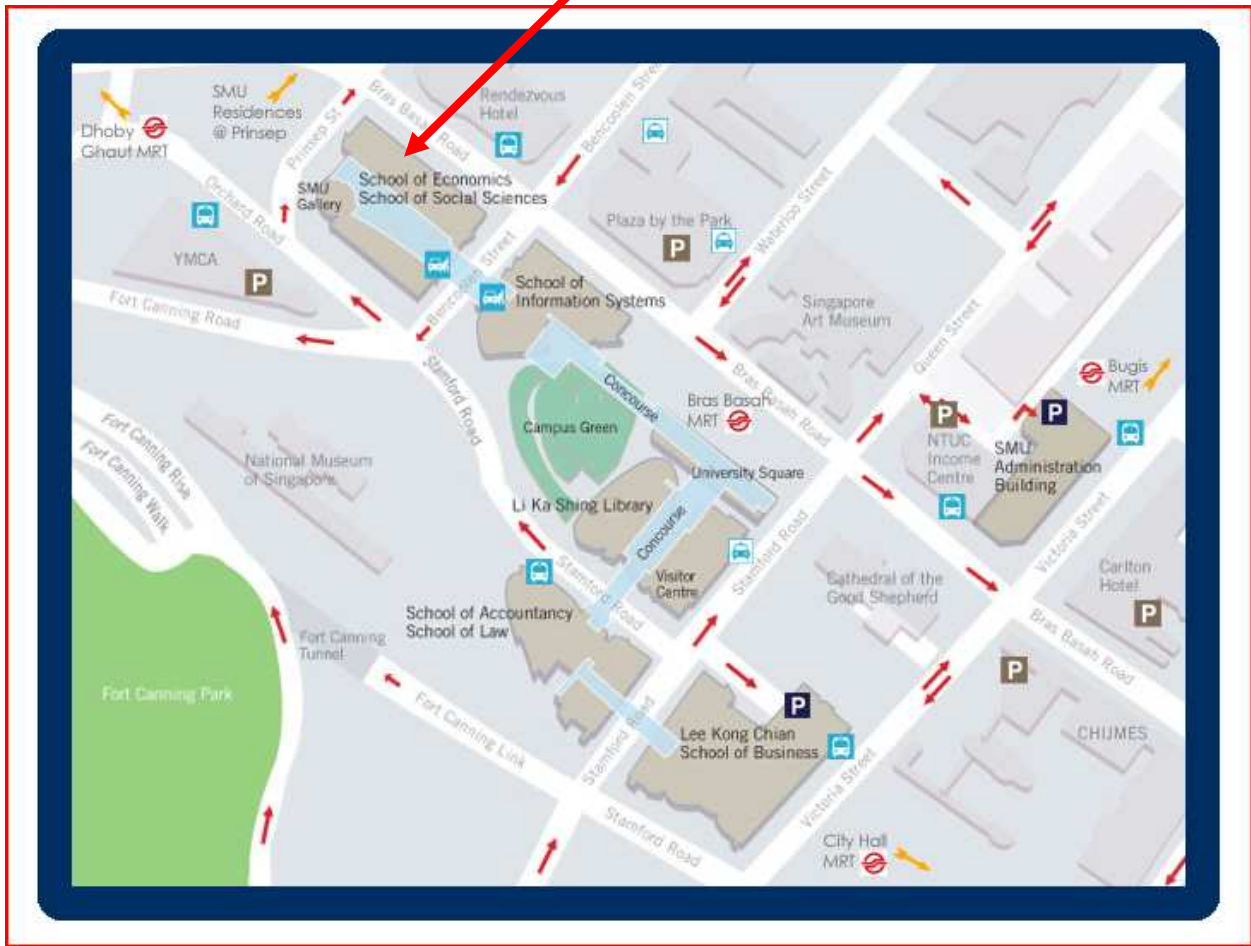 SMU
Residences
@ Prinsep
Dhoby
Ghaut MRT
Prinsep St
Bras Basah Road
Rendezvous
Hotel
Bencoolen Street
Orchard Road
SMU
Gallery
School of Economics
School of Social Sciences
YMCA
P
Fort Canning Road
Bencoolen Street
School of
Information Systems
Plaza by the Park
P
Waterloo Street
Singapore
Art Museum
Queen Street
Stamford Road
Concourse
Campus Green
Bras Basah
MRT
Bras Basah Road
Bugis
MRT
P
P
NTUC
Income
Centre
SMU
Administration
Building
Fort Canning Rise
Fort Canning Walk
National Museum
of Singapore
University Square
Li Ka Shing Library
Concourse
Visitor
Centre
Stamford Road
Stamford Road
Victoria Street
Cathedral of the
Good Shepherd
Carlton
Hotel
P
School of Accountancy
School of Law
Fort Canning
Tunnel
Fort Canning Park
Fort Canning Link
Bras Basah Road
P
P
Lee Kong Chian
School of Business
CHIJMES
Stamford Road
Victoria Street
Stamford Road
City Hall
MRT